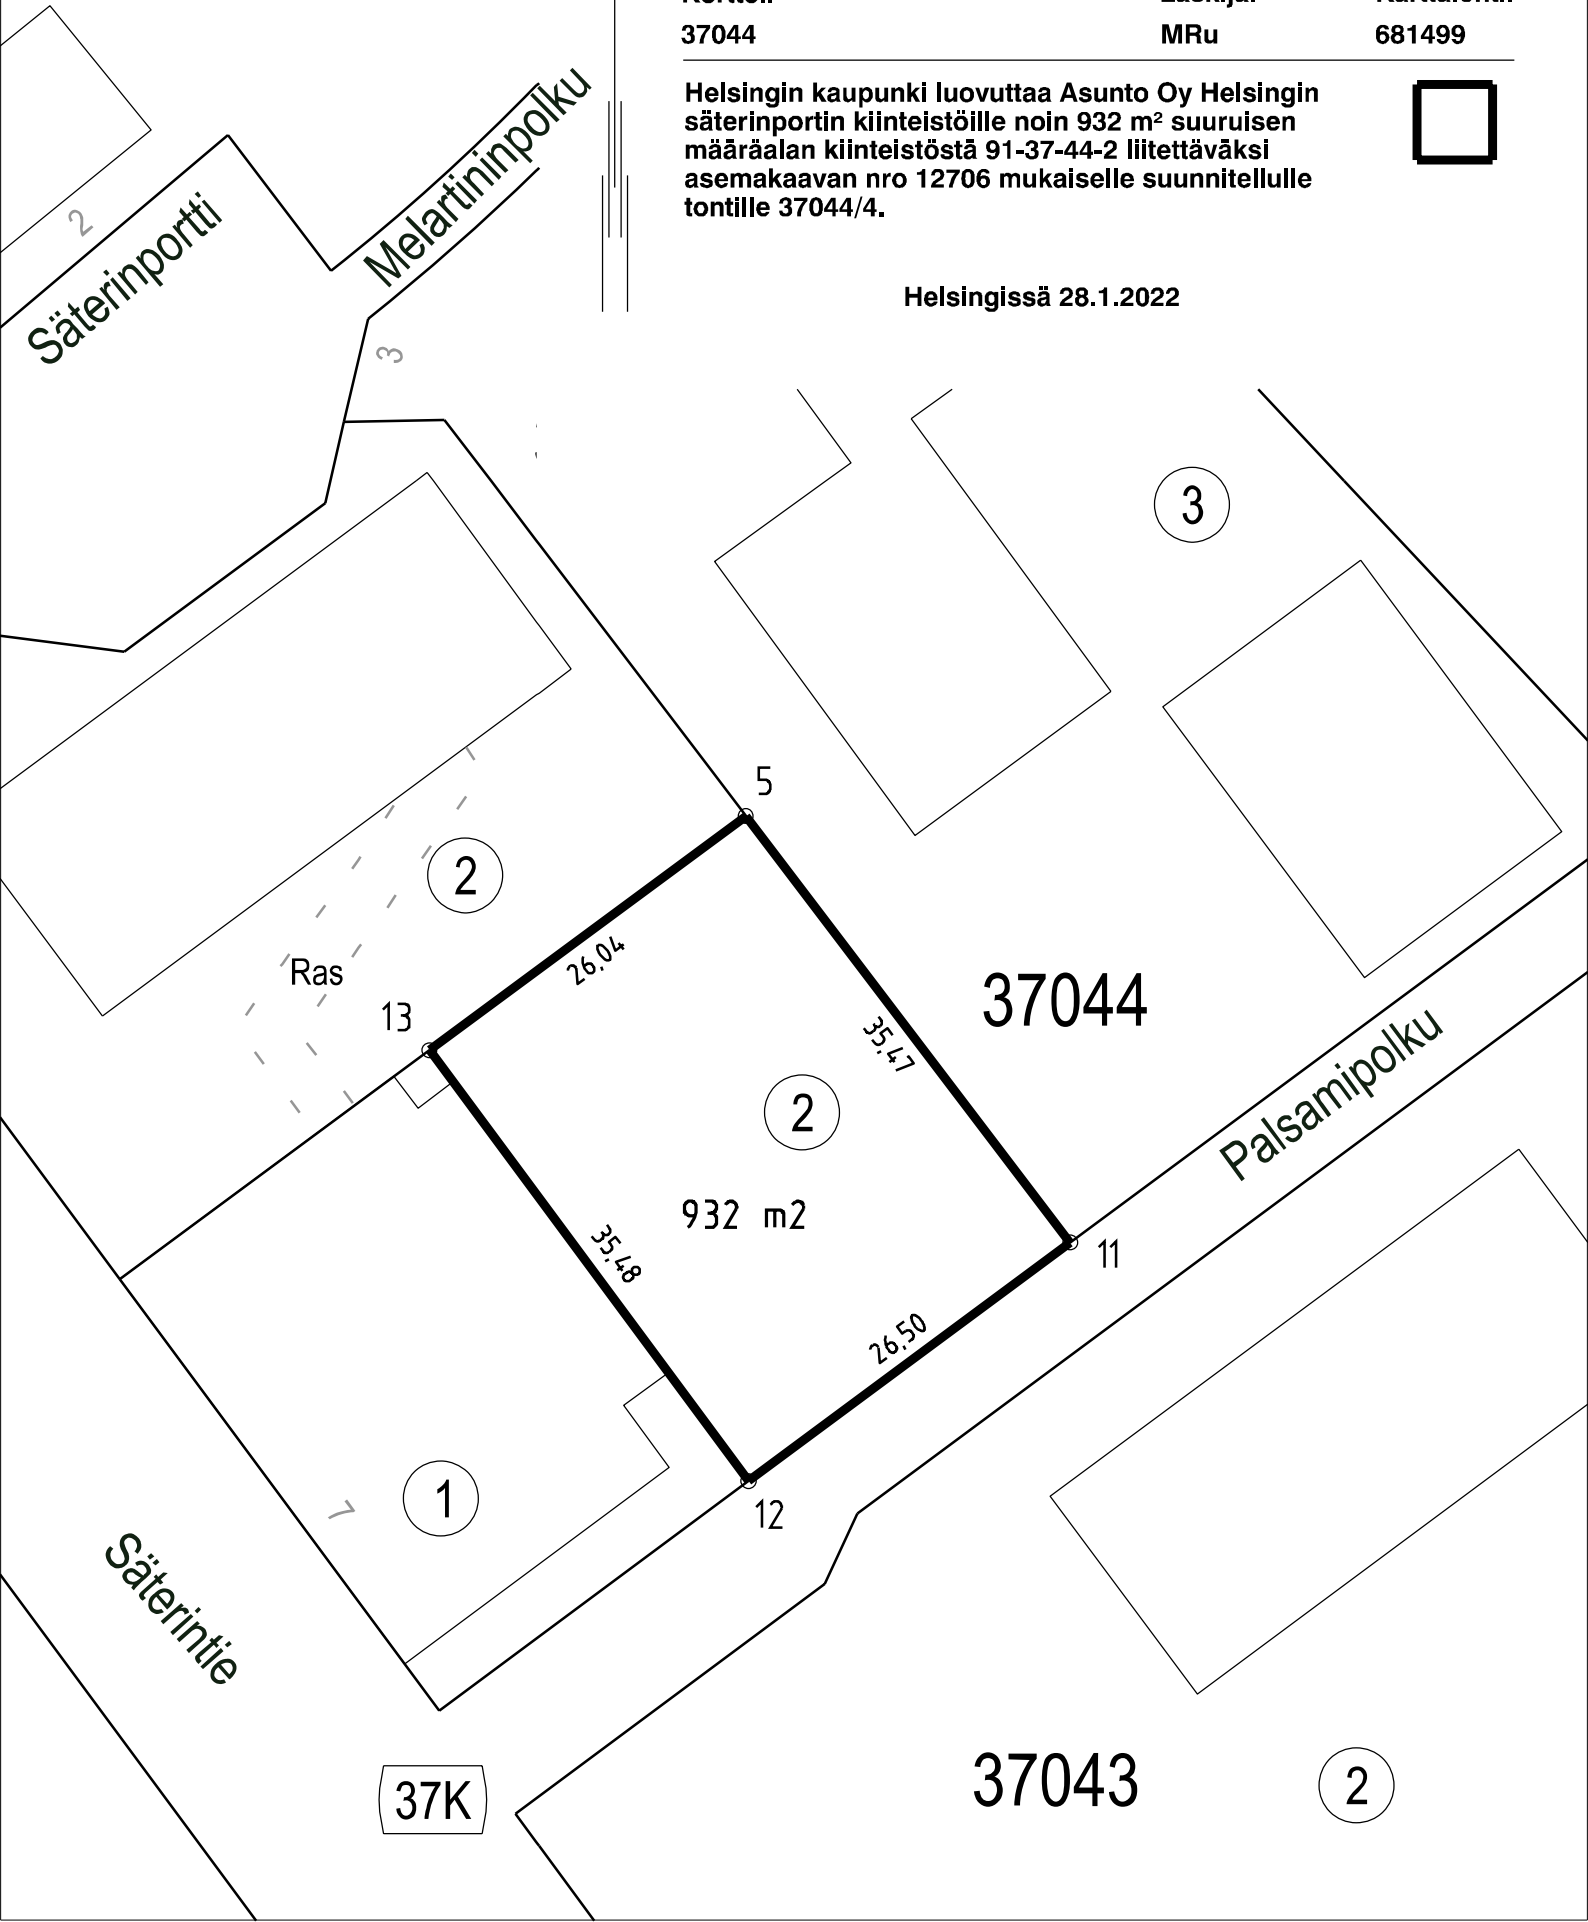 Kortteli
Laskija:
Karttalehti:
37044
MRu
681499
Helsingin kaupunki luovuttaa Asunto Oy Helsingin
säterinportin kiinteistöille noin 932 m² suuruisen
määräalan kiinteistöstä 91-37-44-2 liitettäväksi
asemakaavan nro 12706 mukaiselle suunnitellulle
tontille 37044/4.
Helsingissä 28.1.2022
Melartininpolku
Säterinportti
2
3
3
5
2
26,04
Ras
13
35,47
37044
2
Palsamipolku
932 m2
35,48
11
26,50
1
7
12
Säterintie
37K
37043
2